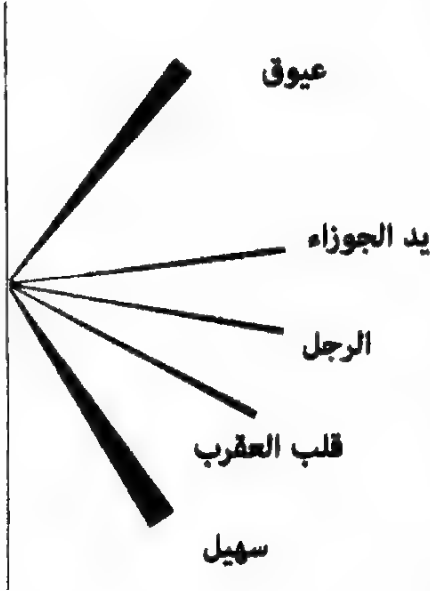 عيوق
يد الجوزاء
الرجل
قلب العقرب
سهيل